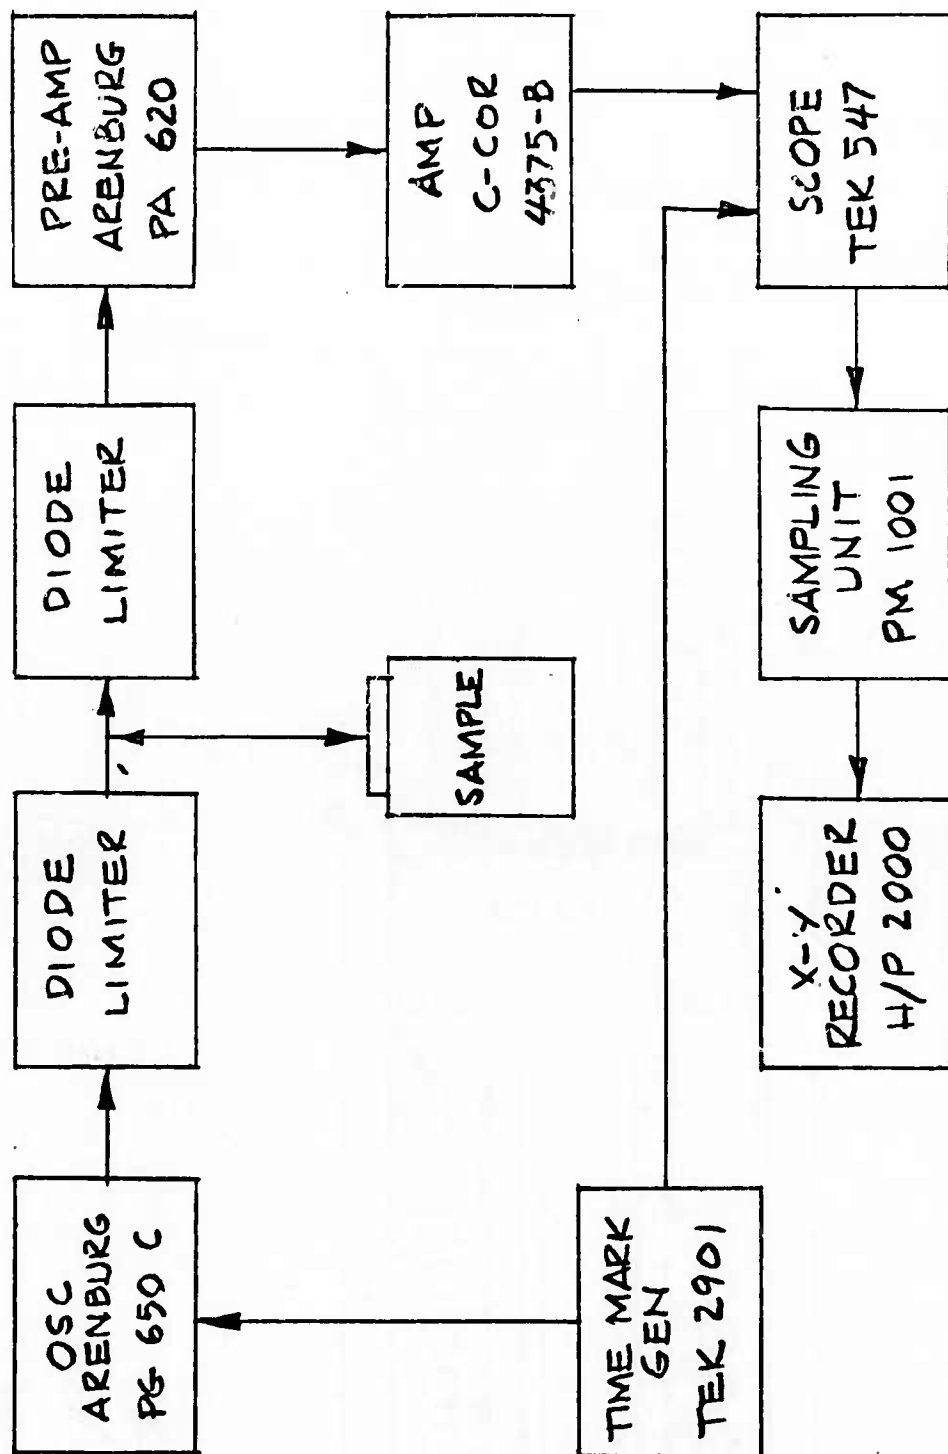 OSC
ARENBURG
PG 650 C
DIODE
LIMITER
DIODE
LIMITER
PRE-AMP
ARENBURG
PA 620
SAMPLE
AMP
C-COR
4375-B
TIME MARK
GEN
TEK 2901
X-Y
RECORDER
H/P 2000
SAMPLING
UNIT
PM 1001
SCOPE
TEK 547